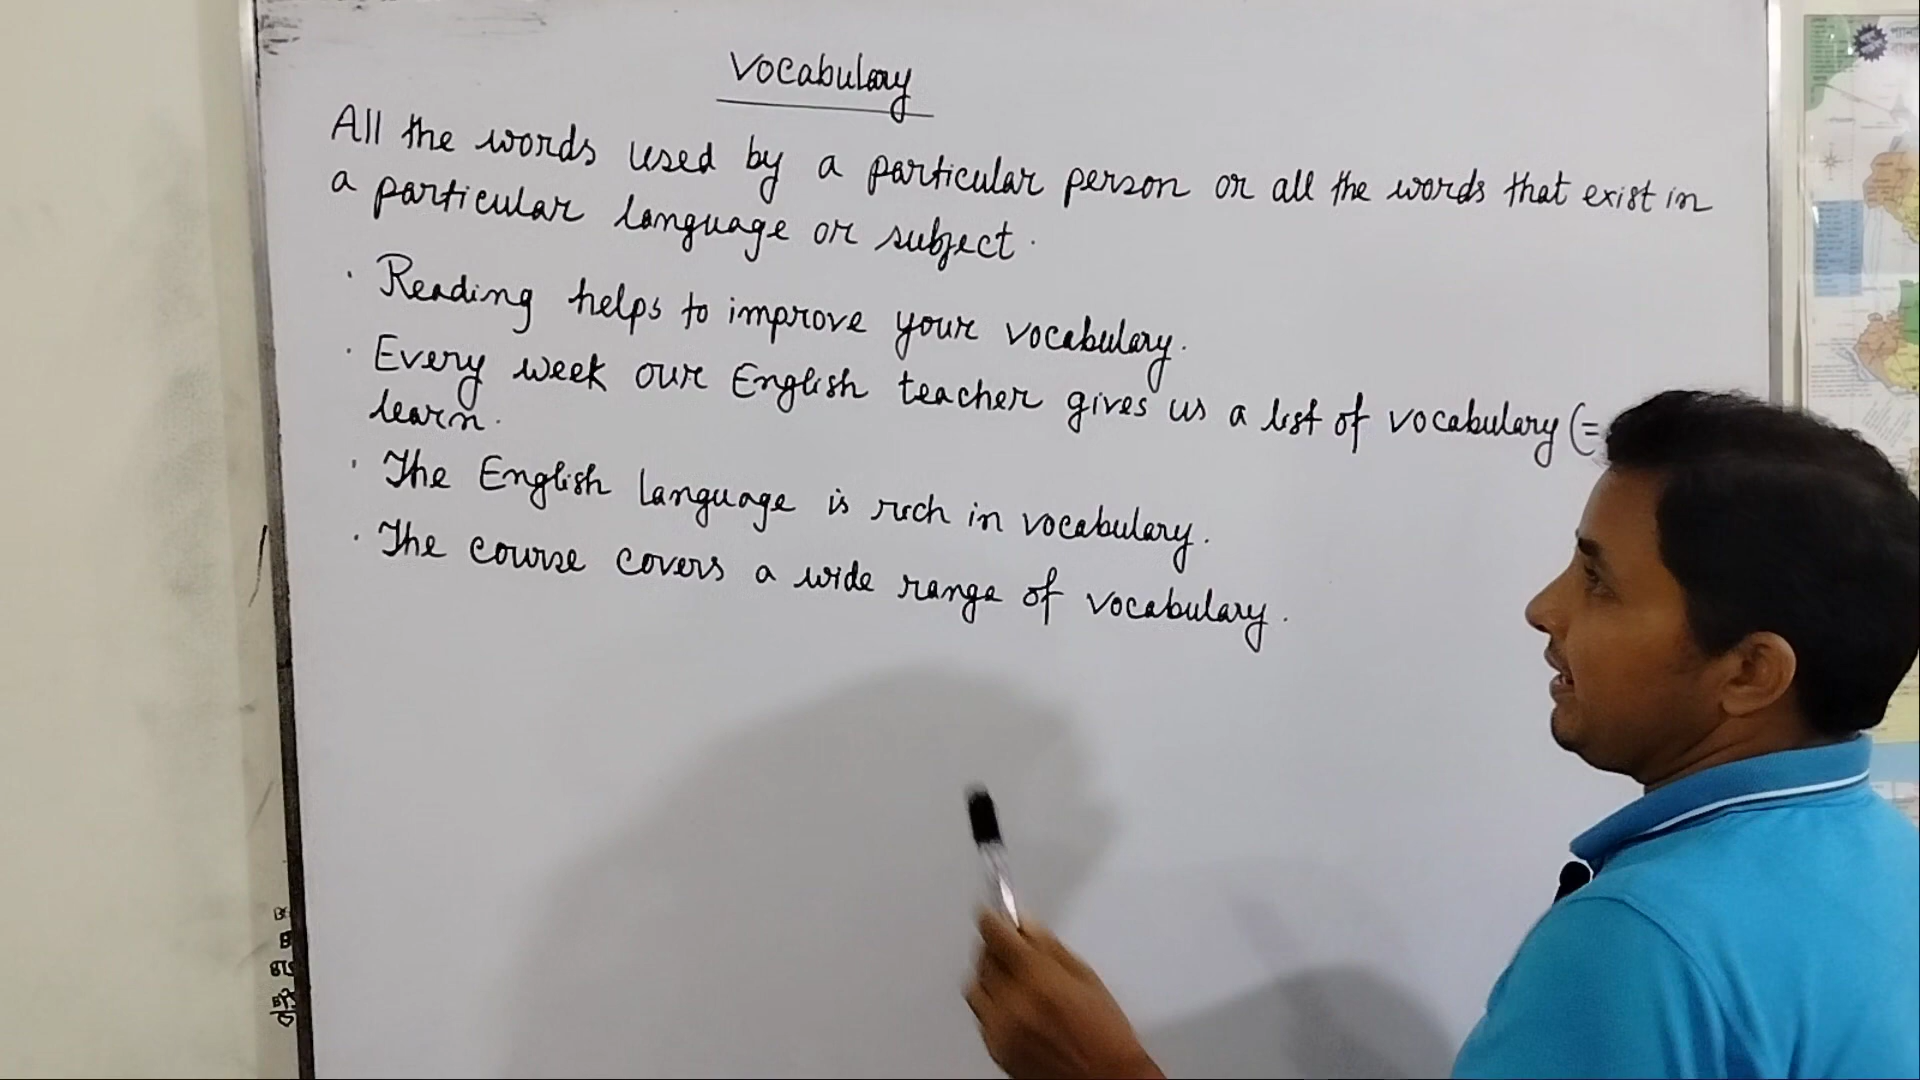 Vocabulary
All the words used by a particular person or all the words that exist in
a particular language or subject.
· Reading helps to improve your vocabulary.
· Every week our English teacher gives us a list of vocabulary (=
learn.
· The English language is rich in vocabulary.
· The course covers a wide range of vocabulary.